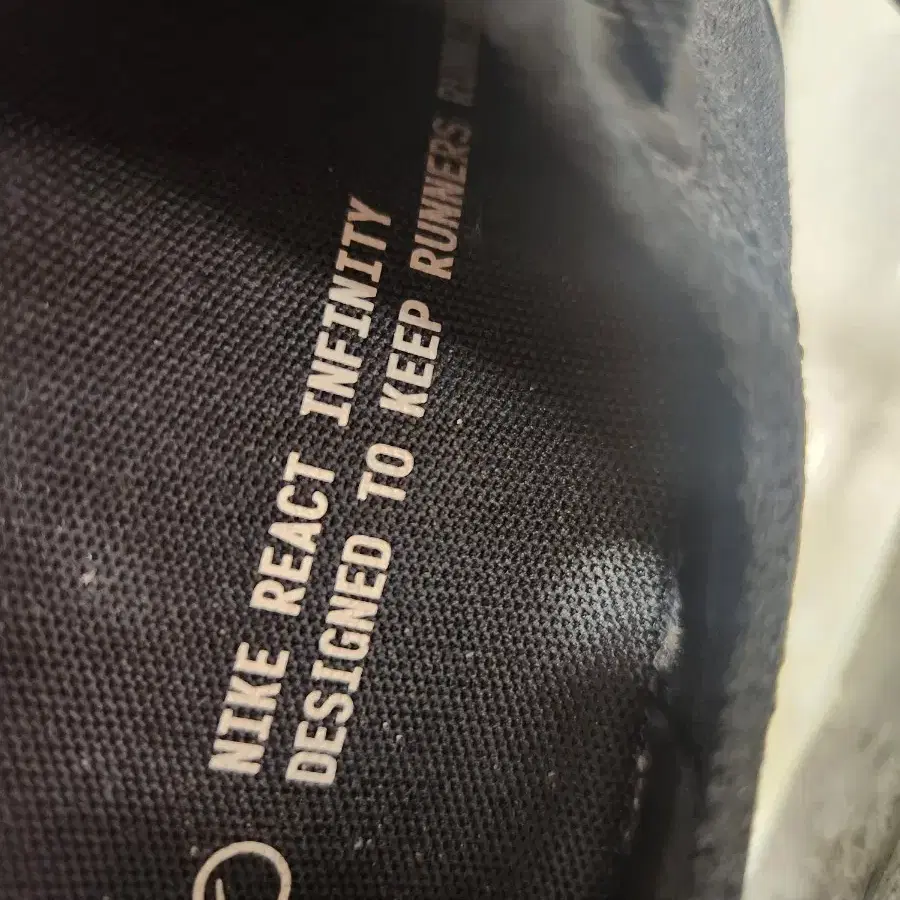 NIKE REACT INFINITY
DESIGNED TO KEEP RUNNERS